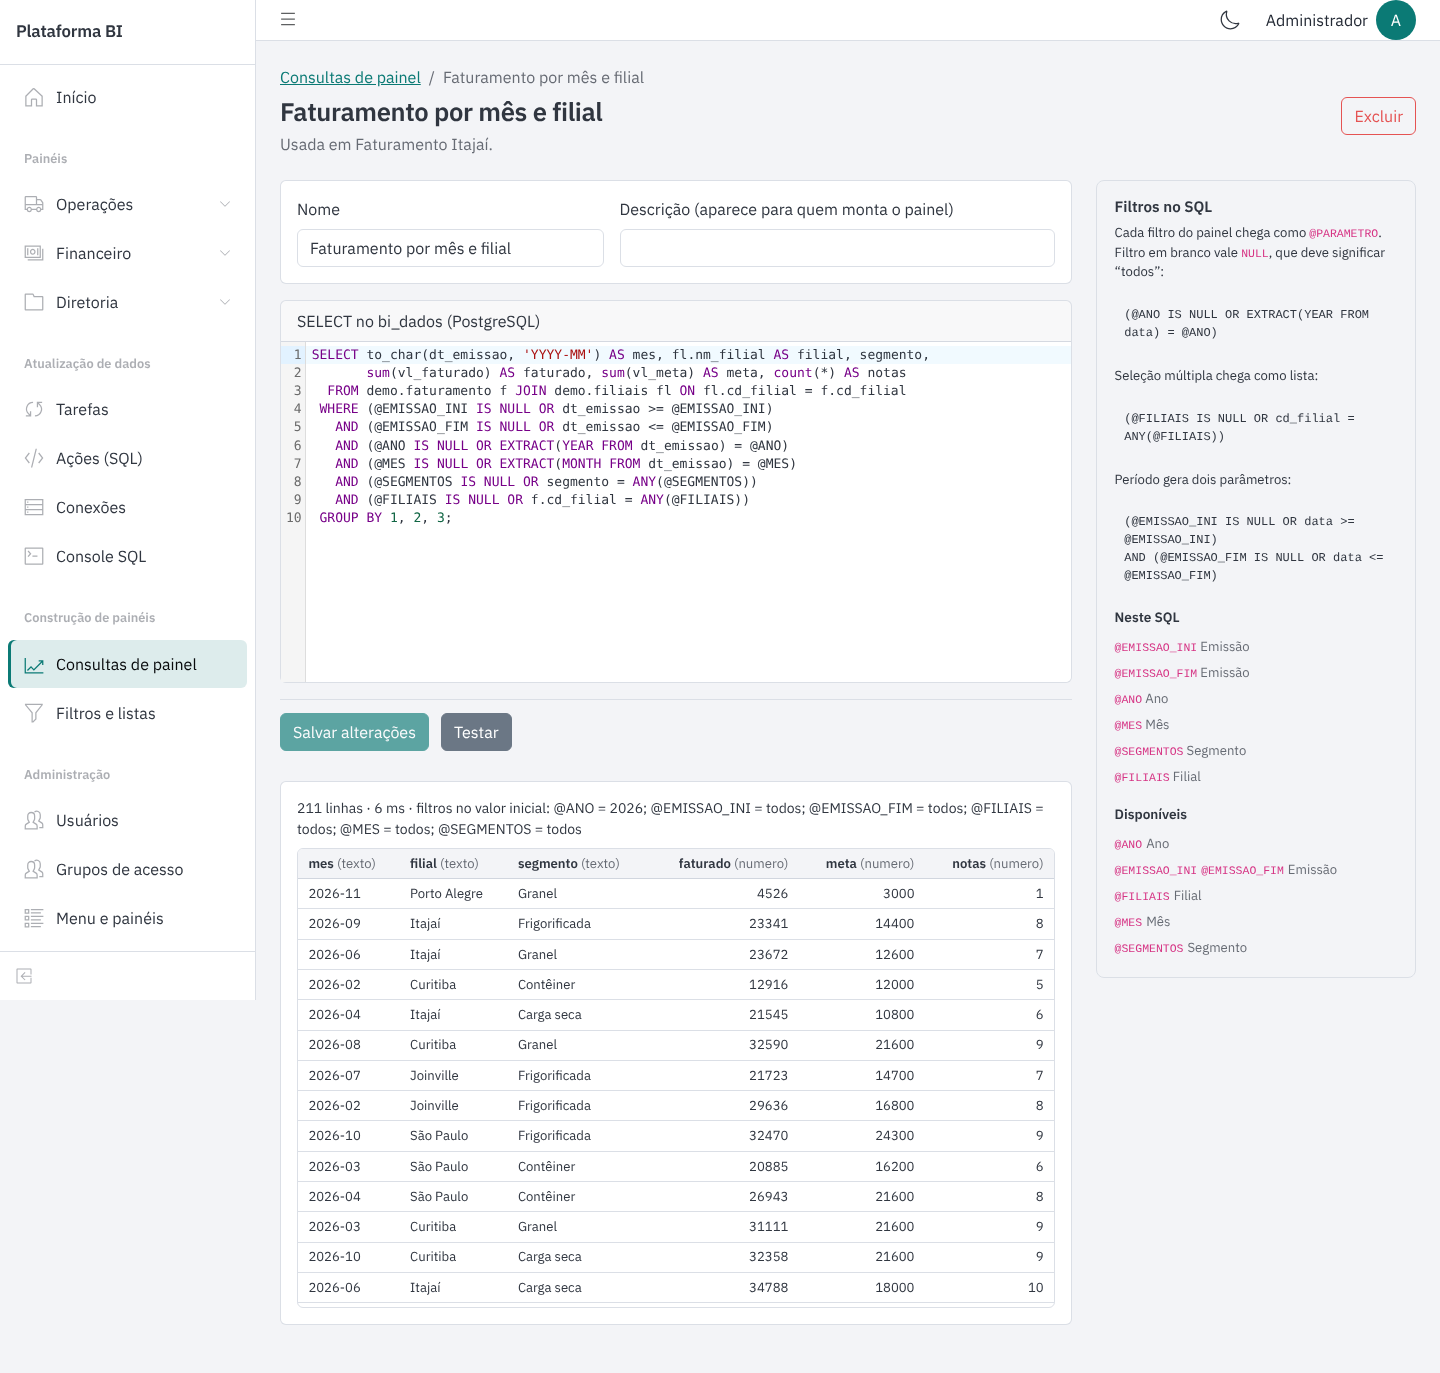 Plataforma BI
Início
Painéis
Operações
Financeiro
Diretoria
Atualização de dados
Tarefas
Ações (SQL)
Conexões
Console SQL
Construção de painéis
Consultas de painel
Filtros e listas
Administração
Usuários
Grupos de acesso
Menu e painéis
Administrador A
Consultas de painel / Faturamento por mês e filial
Faturamento por mês e filial
Usada em Faturamento Itajaí.
Excluir
Nome
Faturamento por mês e filial
Descrição (aparece para quem monta o painel)
SELECT no bi_dados (PostgreSQL)
1 SELECT to_char(dt_emissao, 'YYYY-MM') AS mes, fl.nm_filial AS filial, segmento,
2 sum(vl_faturado) AS faturado, sum(vl_meta) AS meta, count(*) AS notas
3 FROM demo.faturamento f JOIN demo.filiais fl ON fl.cd_filial = f.cd_filial
4 WHERE (@EMISSAO_INI IS NULL OR dt_emissao >= @EMISSAO_INI)
5 AND (@EMISSAO_FIM IS NULL OR dt_emissao <= @EMISSAO_FIM)
6 AND (@ANO IS NULL OR EXTRACT(YEAR FROM dt_emissao) = @ANO)
7 AND (@MES IS NULL OR EXTRACT(MONTH FROM dt_emissao) = @MES)
8 AND (@SEGMENTOS IS NULL OR segmento = ANY(@SEGMENTOS))
9 AND (@FILIAIS IS NULL OR f.cd_filial = ANY(@FILIAIS))
10 GROUP BY 1, 2, 3;
Salvar alterações
Testar
211 linhas · 6 ms · filtros no valor inicial: @ANO = 2026; @EMISSAO_INI = todos; @EMISSAO_FIM = todos; @FILIAIS =
todos; @MES = todos; @SEGMENTOS = todos
mes (texto) filial (texto) segmento (texto) faturado (numero) meta (numero) notas (numero)
2026-11 Porto Alegre Granel 4526 3000 1
2026-09 Itajaí Frigorificada 23341 14400 8
2026-06 Itajaí Granel 23672 12600 7
2026-02 Curitiba Contêiner 12916 12000 5
2026-04 Itajaí Carga seca 21545 10800 6
2026-08 Curitiba Granel 32590 21600 9
2026-07 Joinville Frigorificada 21723 14700 7
2026-02 Joinville Frigorificada 29636 16800 8
2026-10 São Paulo Frigorificada 32470 24300 9
2026-03 São Paulo Contêiner 20885 16200 6
2026-04 São Paulo Contêiner 26943 21600 8
2026-03 Curitiba Granel 31111 21600 9
2026-10 Curitiba Carga seca 32358 21600 9
2026-06 Itajaí Carga seca 34788 18000 10
Filtros no SQL
Cada filtro do painel chega como @PARAMETRO.
Filtro em branco vale NULL, que deve significar
“todos”:
(@ANO IS NULL OR EXTRACT(YEAR FROM
data) = @ANO)
Seleção múltipla chega como lista:
(@FILIAIS IS NULL OR cd_filial =
ANY(@FILIAIS))
Período gera dois parâmetros:
(@EMISSAO_INI IS NULL OR data >=
@EMISSAO_INI)
AND (@EMISSAO_FIM IS NULL OR data <=
@EMISSAO_FIM)
Neste SQL
@EMISSAO_INI Emissão
@EMISSAO_FIM Emissão
@ANO Ano
@MES Mês
@SEGMENTOS Segmento
@FILIAIS Filial
Disponíveis
@ANO Ano
@EMISSAO_INI @EMISSAO_FIM Emissão
@FILIAIS Filial
@MES Mês
@SEGMENTOS Segmento